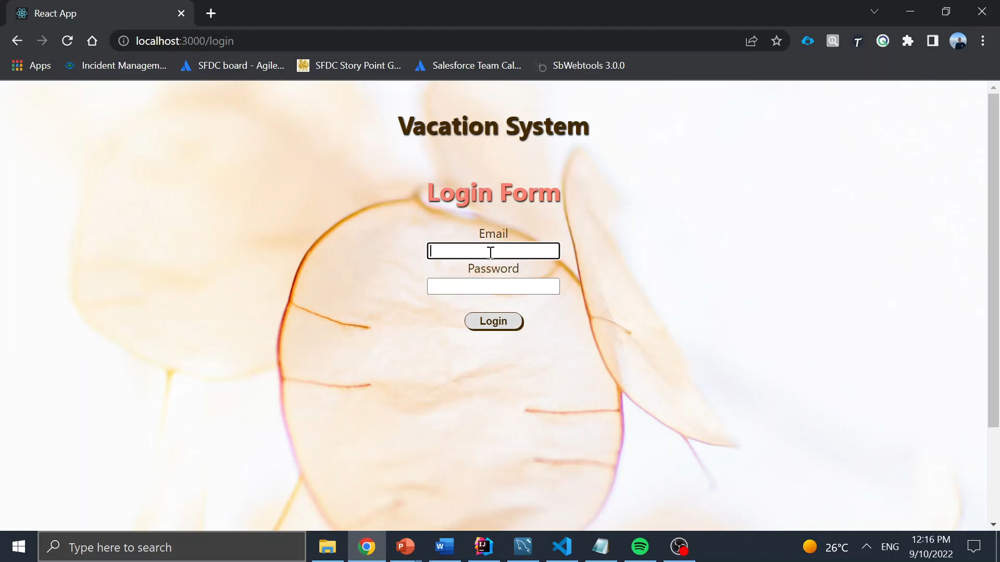 React App
localhost:3000/login
Apps
Incident Managem...
SFDC board - Agile...
SFDC Story Point G...
Salesforce Team Cal...
SbWebtools 3.0.0
Vacation System
Login Form
Email
Password
Login
Type here to search
26°C
ENG
12:16 PM
9/10/2022